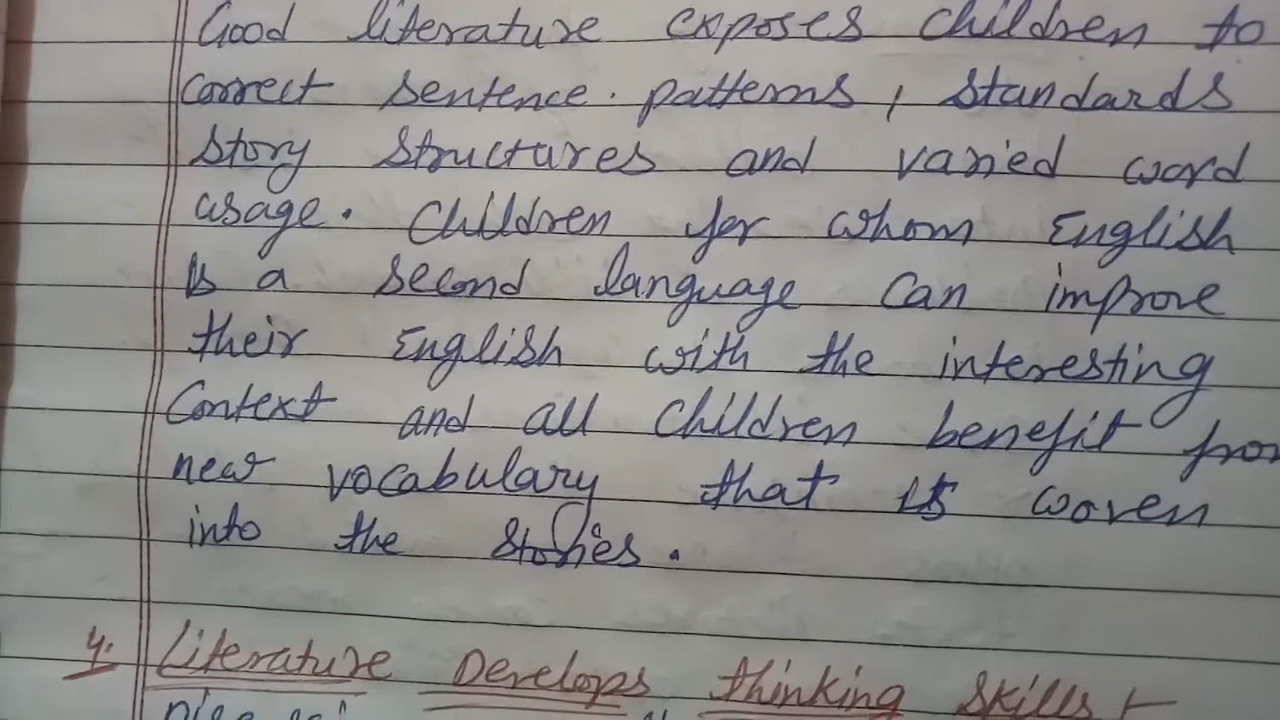 Good literature exposes children to
correct sentence. patterns, standards
story structures and varied word
usage. Children for whom English
is a second language can improve
their English with the interesting
Context and all children benefit from
new vocabulary that is woven
into the stories.
4. Literature Develops thinking skills:-